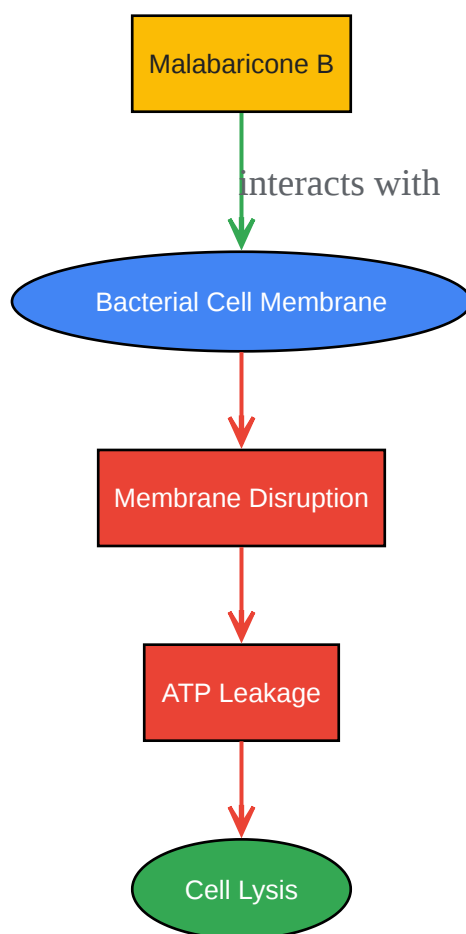 Malabaricone B
interacts with
Bacterial Cell Membrane
Membrane Disruption
ATP Leakage
Cell Lysis